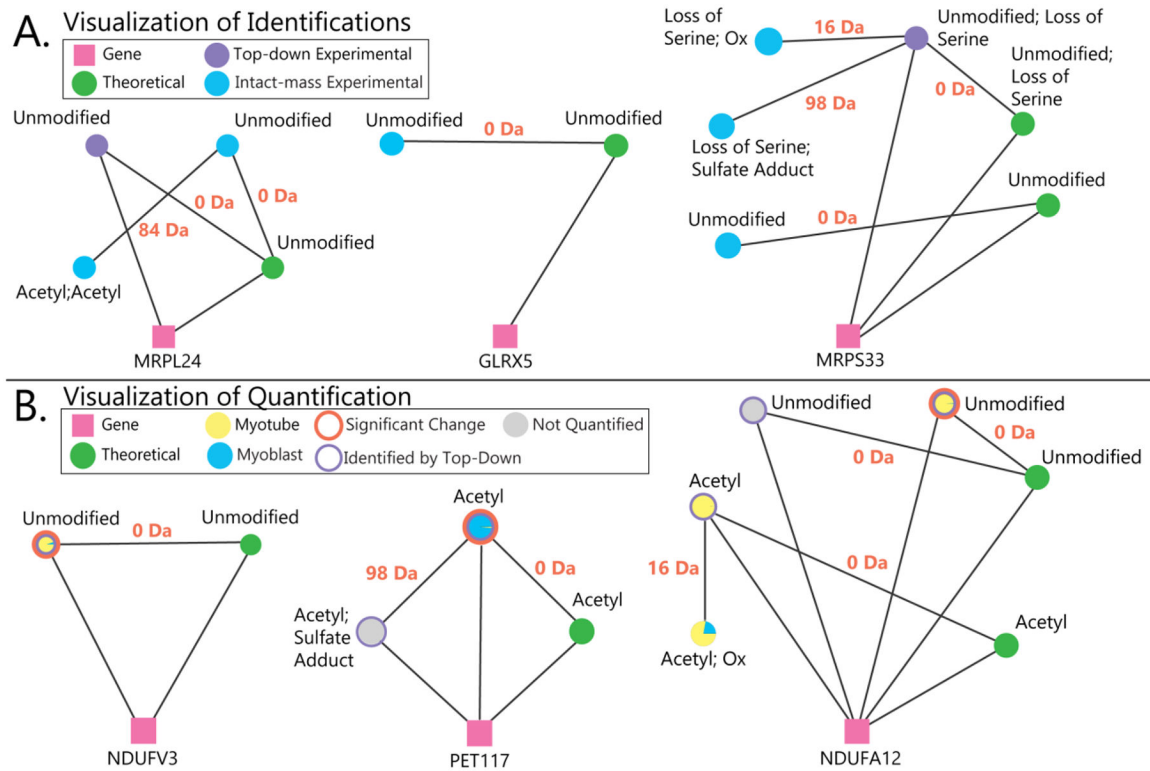 A.
Visualization of Identifications
Gene
Top-down Experimental
Theoretical
Intact-mass Experimental
Unmodified
Unmodified
0 Da
0 Da
84 Da
Unmodified
Acetyl;Acetyl
MRPL24
Unmodified
0 Da
Unmodified
GLRX5
Loss of
Serine; Ox
16 Da
Unmodified; Loss of
Serine
98 Da
0 Da
Unmodified;
Loss of
Serine
Loss of Serine;
Sulfate Adduct
Unmodified
0 Da
Unmodified
MRPS33
B.
Visualization of Quantification
Gene
Myotube
Significant Change
Not Quantified
Theoretical
Myoblast
Identified by Top-Down
Unmodified
0 Da
Unmodified
NDUFV3
Acetyl
98 Da
0 Da
Acetyl;
Sulfate
Adduct
Acetyl
PET117
Unmodified
Unmodified
0 Da
0 Da
Unmodified
Acetyl
16 Da
0 Da
Acetyl; Ox
Acetyl
NDUFA12